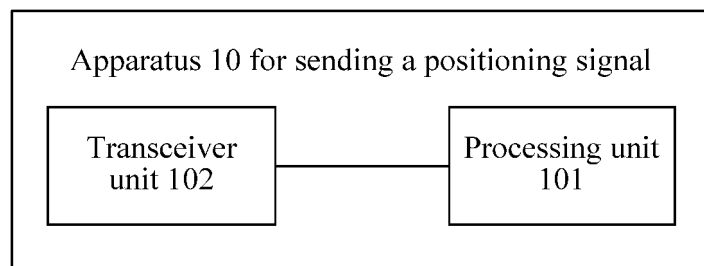 Apparatus 10 for sending a positioning signal
Transceiver
unit 102
Processing unit
101